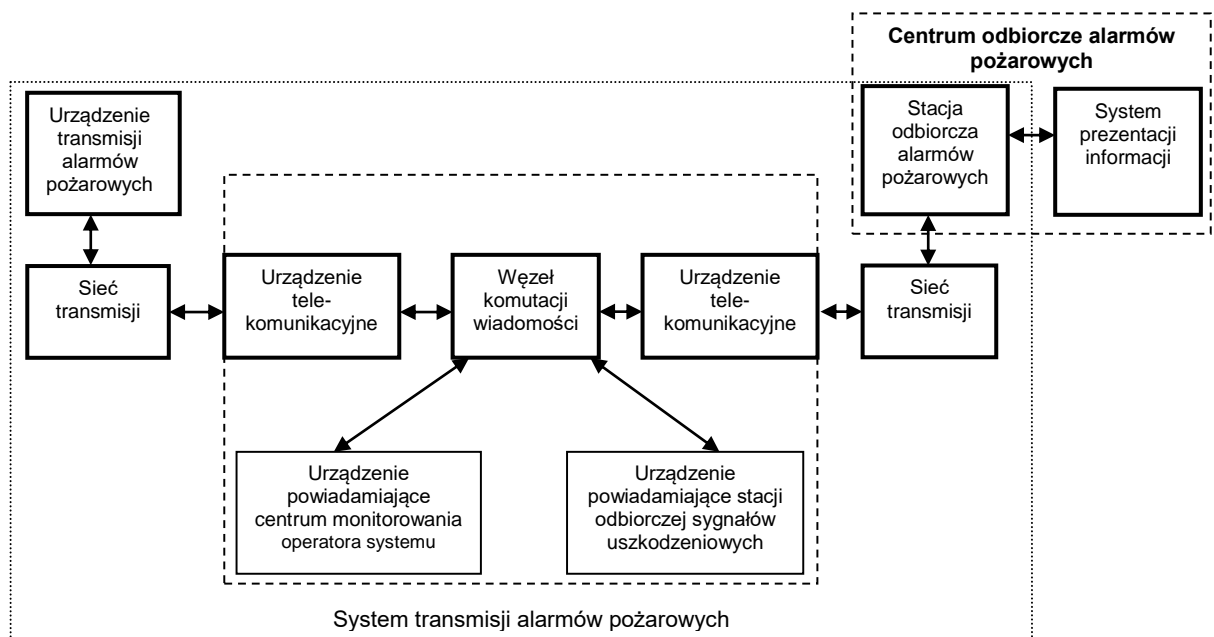 Centrum odbiorcze alarmów
pożarowych
Urządzenie
transmisji
alarmów
pożarowych
Stacja
odbiorcza
alarmów
pożarowych
System
prezentacji
informacji
Sieć
transmisji
Urządzenie
tele-
komunikacyjne
Węzeł
komutacji
wiadomości
Urządzenie
tele-
komunikacyjne
Sieć
transmisji
Urządzenie
powiadamiające
centrum monitorowania
operatora systemu
Urządzenie
powiadamiające stacji
odbiorczej sygnałów
uszkodzeniowych
System transmisji alarmów pożarowych